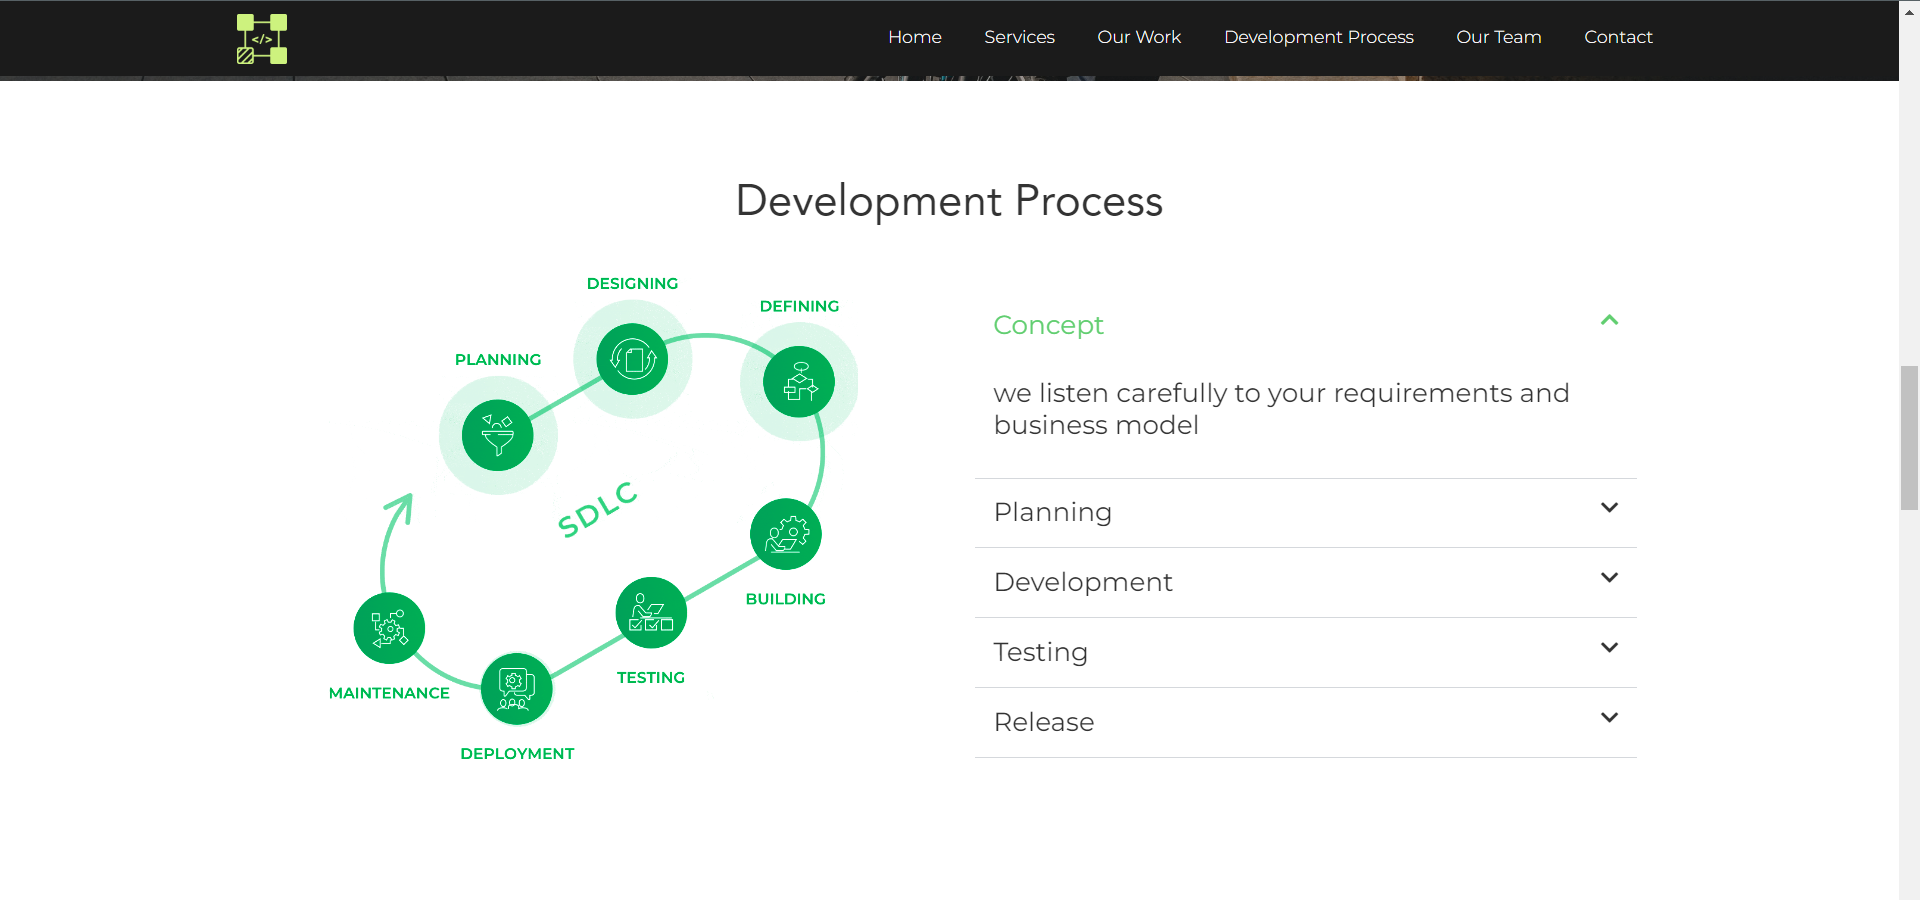 </>
Home
Services
Our Work
Development Process
Our Team
Contact
Development Process
DESIGNING
DEFINING
PLANNING
SDLC
BUILDING
TESTING
MAINTENANCE
DEPLOYMENT
Concept
we listen carefully to your requirements and
business model
Planning
Development
Testing
Release